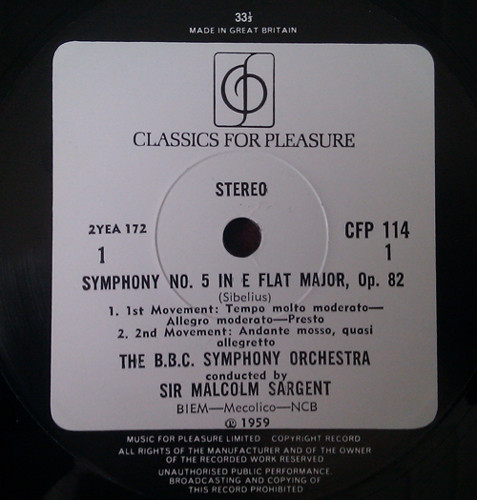 33⅓
MADE IN GREAT BRITAIN
CLASSICS FOR PLEASURE
STEREO
2YEA 172
1
CFP 114
1
SYMPHONY NO. 5 IN E FLAT MAJOR, Op. 82
(Sibelius)
1. 1st Movement: Tempo molto moderato—
Allegro moderato—Presto
2. 2nd Movement: Andante mosso, quasi
allegretto
THE B.B.C. SYMPHONY ORCHESTRA
conducted by
SIR MALCOLM SARGENT
BIEM—Mecolico—NCB
℗ 1959
MUSIC FOR PLEASURE LIMITED COPYRIGHT RECORD
ALL RIGHTS OF THE MANUFACTURER AND OF THE OWNER
OF THE RECORDED WORK RESERVED
UNAUTHORISED PUBLIC PERFORMANCE.
BROADCASTING AND COPYING OF
THIS RECORD PROHIBITED